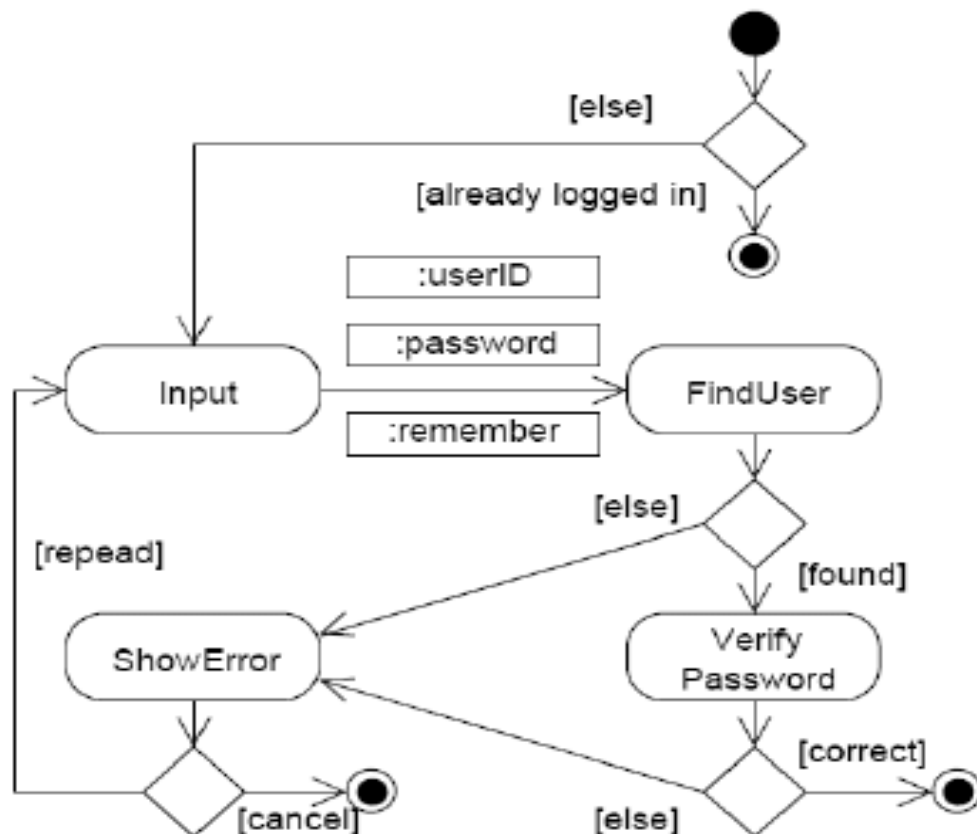 [else]
[already logged in]
:userID
:password
Input
FindUser
:remember
[else]
[repead]
[found]
ShowError
Verify
Password
[correct]
[cancel]
[else]